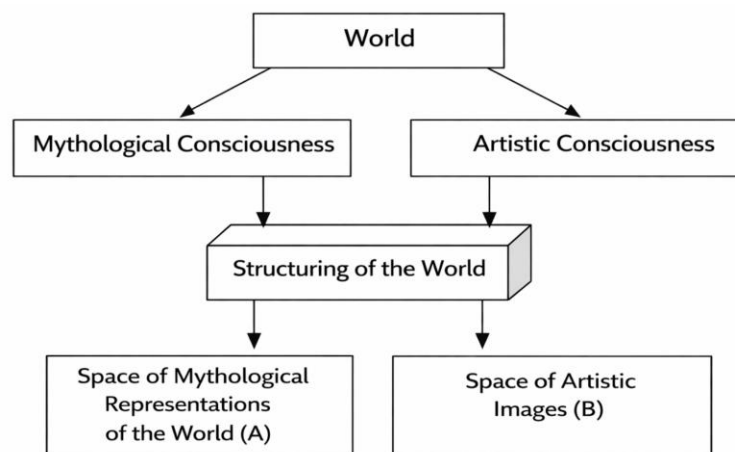 World
Mythological Consciousness
Artistic Consciousness
Structuring of the World
Space of Mythological
Representations
of the World (A)
Space of Artistic
Images (B)